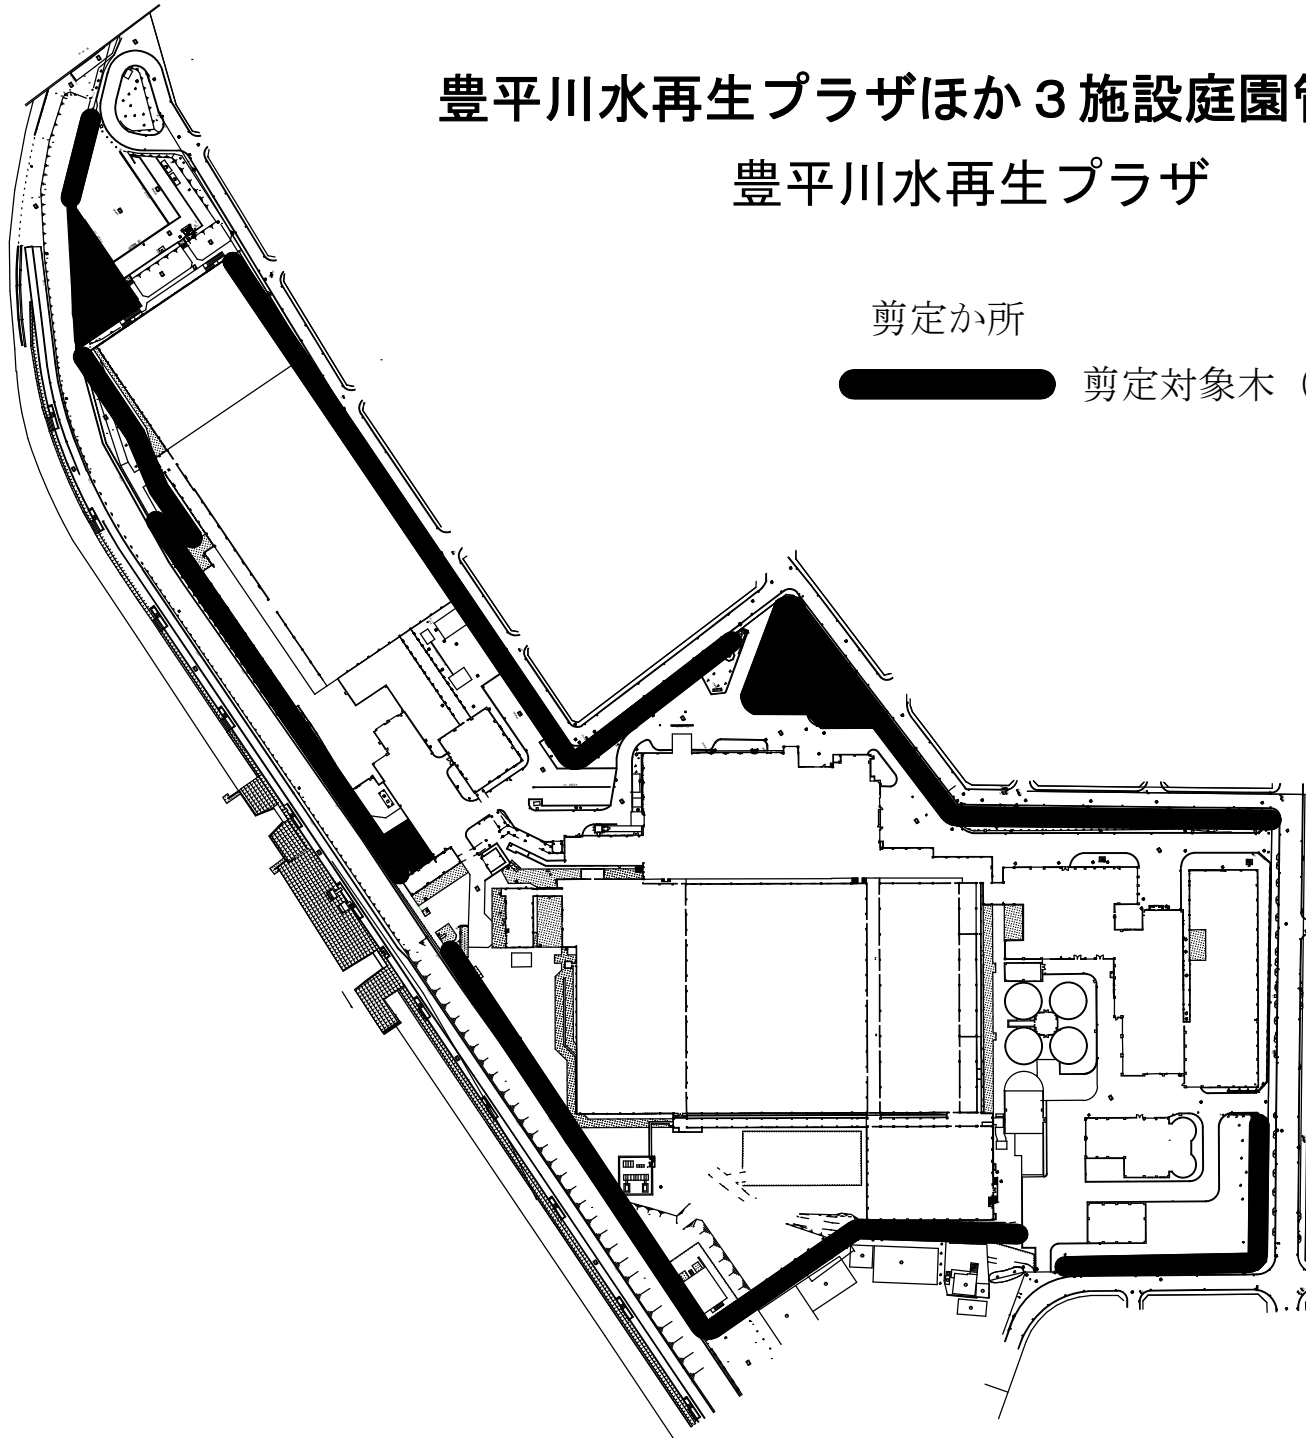 豊平川水再生プラザほか３施設庭園管
豊平川水再生プラザ
剪定か所
剪定対象木（